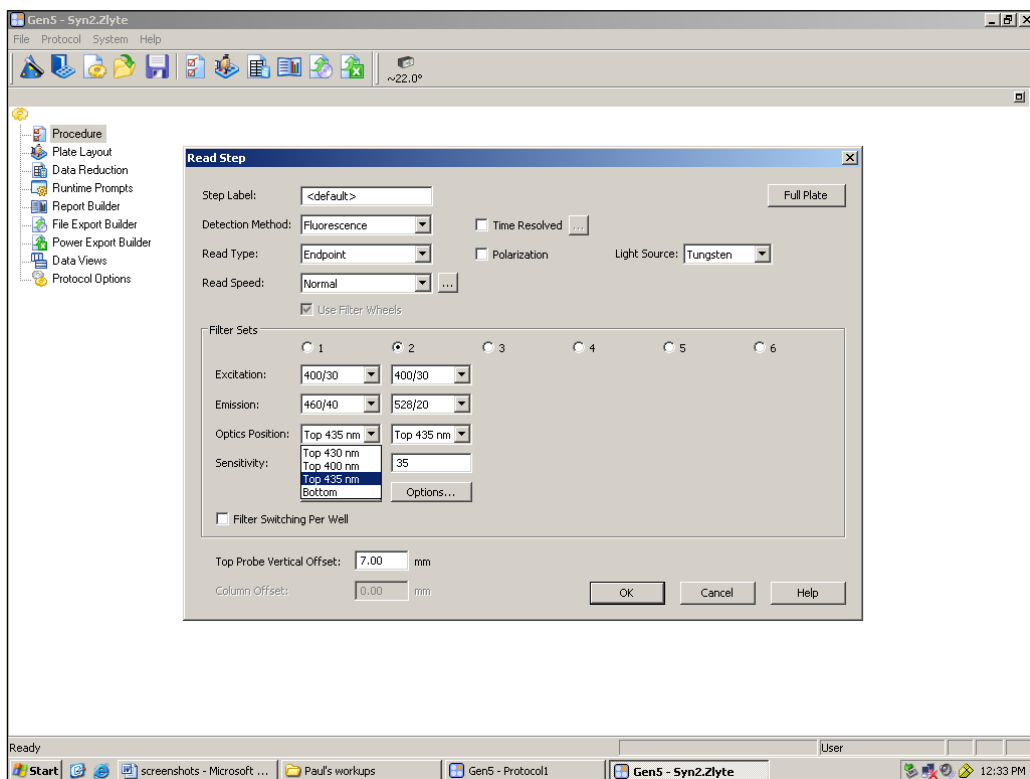 Gen5 - Syn2.Zlyte
File Protocol System Help
~22.0°
Procedure
Plate Layout
Data Reduction
Runtime Prompts
Report Builder
File Export Builder
Power Export Builder
Data Views
Protocol Options
Read Step
Step Label: <default> Full Plate
Detection Method: Fluorescence Time Resolved ...
Read Type: Endpoint Polarization Light Source: Tungsten
Read Speed: Normal ...
Use Filter Wheels
Filter Sets
1 2 3 4 5 6
Excitation: 400/30 400/30
Emission: 460/40 528/20
Optics Position: Top 435 nm Top 435 nm
Top 430 nm
Top 400 nm
Sensitivity: 35
Top 435 nm
Bottom
Options...
Filter Switching Per Well
Top Probe Vertical Offset: 7.00 mm
Column Offset: 0.00 mm
OK Cancel Help
Ready User
Start screenshots - Microsoft ... Paul's workups Gen5 - Protocol1 Gen5 - Syn2.Zlyte 12:33 PM